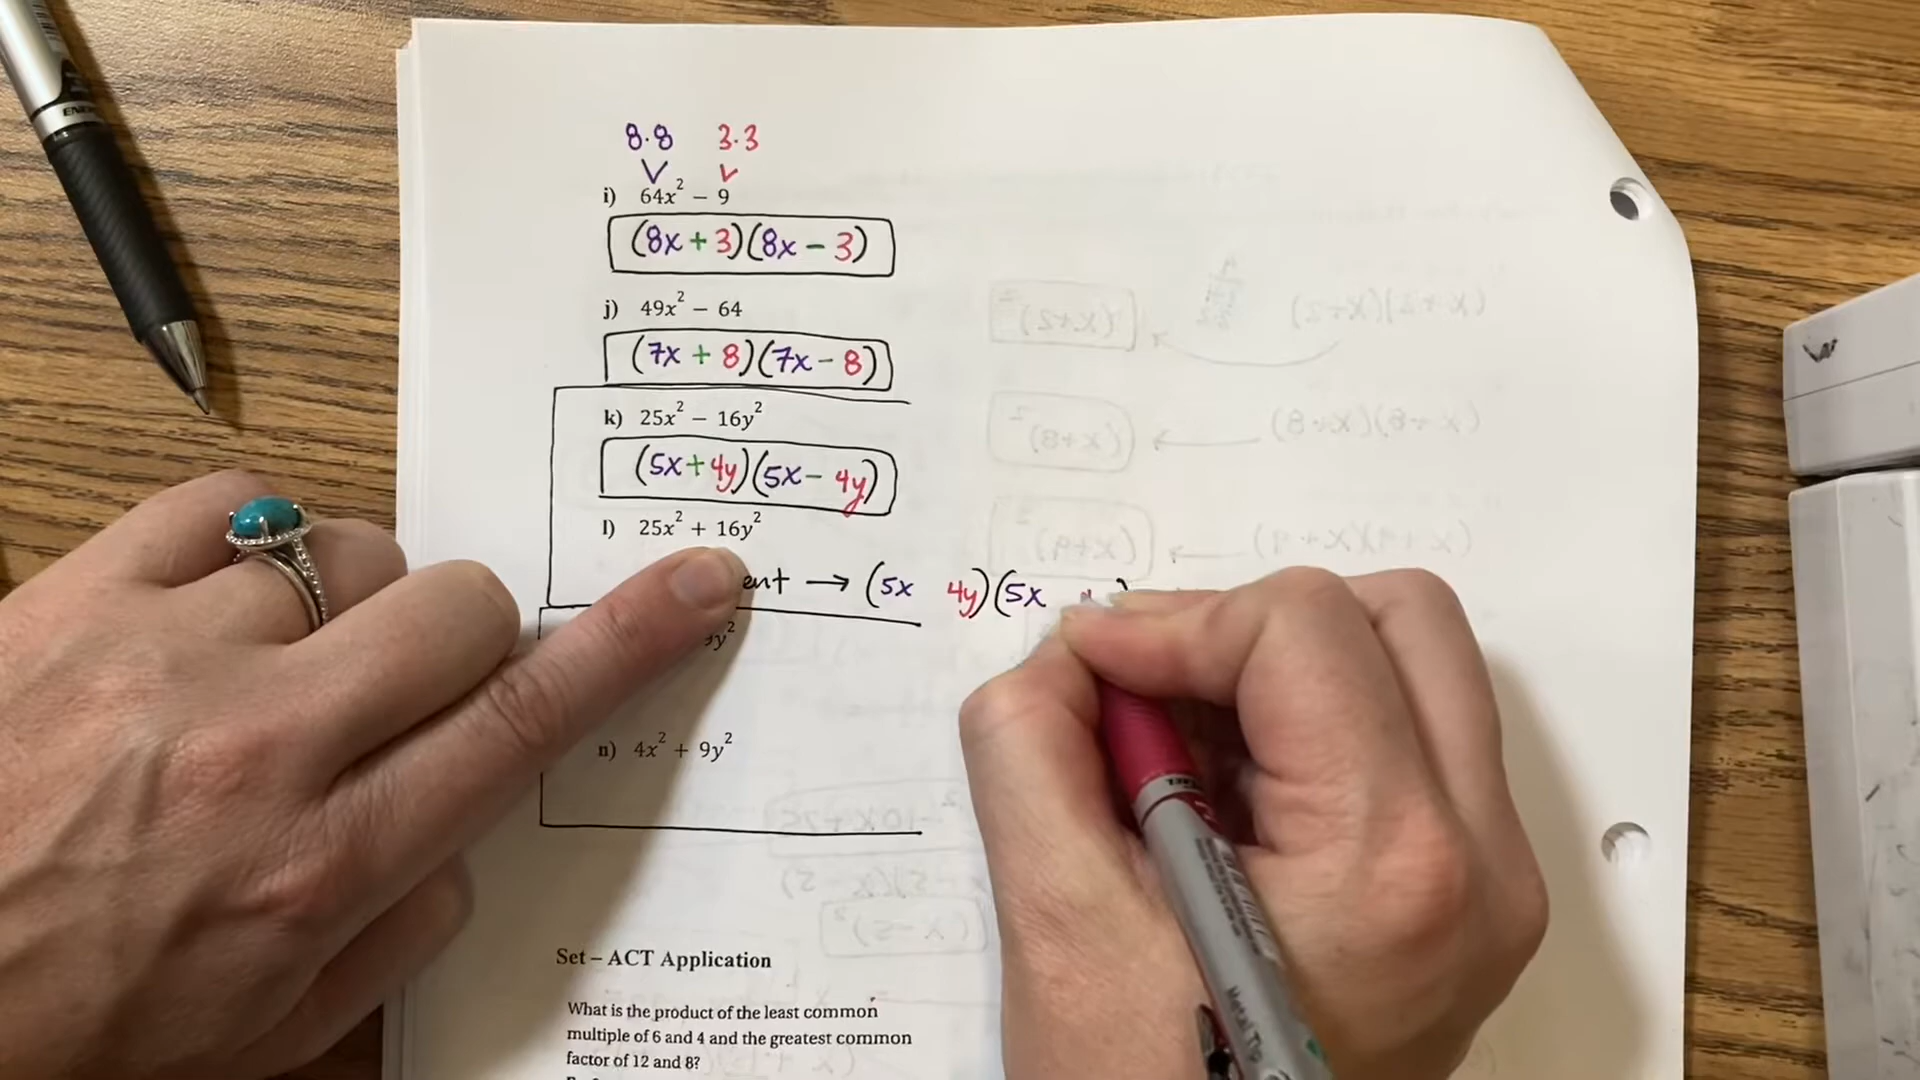 8·8 3·3
i) 64x² − 9
(8x + 3)(8x − 3)
j) 49x² − 64
(7x + 8)(7x − 8)
k) 25x² − 16y²
(5x + 4y)(5x − 4y)
l) 25x² + 16y²
ent → (5x 4y)(5x
y²
n) 4x² + 9y²
Set – ACT Application
What is the product of the least common
multiple of 6 and 4 and the greatest common
factor of 12 and 8?